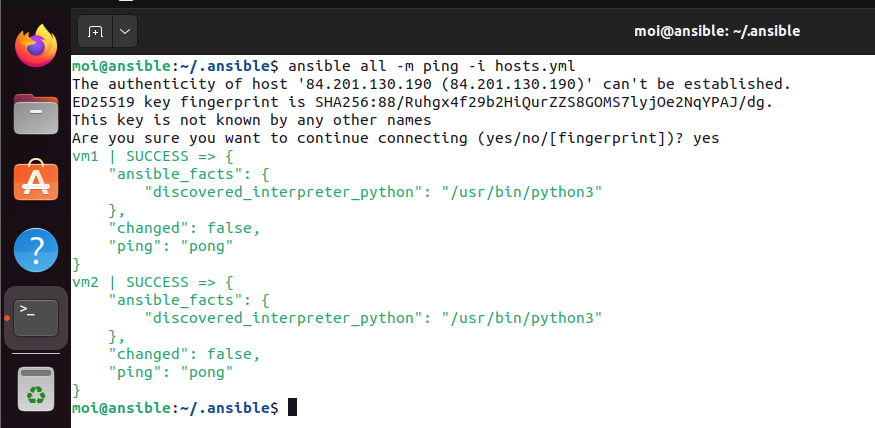 moi@ansible: ~/.ansible
moi@ansible:~/.ansible$ ansible all -m ping -i hosts.yml
The authenticity of host '84.201.130.190 (84.201.130.190)' can't be established.
ED25519 key fingerprint is SHA256:88/Ruhgx4f29b2HiQurZZS8GOMS7lyjOe2NqYPAJ/dg.
This key is not known by any other names
Are you sure you want to continue connecting (yes/no/[fingerprint])? yes
vm1 | SUCCESS => {
    "ansible_facts": {
        "discovered_interpreter_python": "/usr/bin/python3"
    },
    "changed": false,
    "ping": "pong"
}
vm2 | SUCCESS => {
    "ansible_facts": {
        "discovered_interpreter_python": "/usr/bin/python3"
    },
    "changed": false,
    "ping": "pong"
}
moi@ansible:~/.ansible$